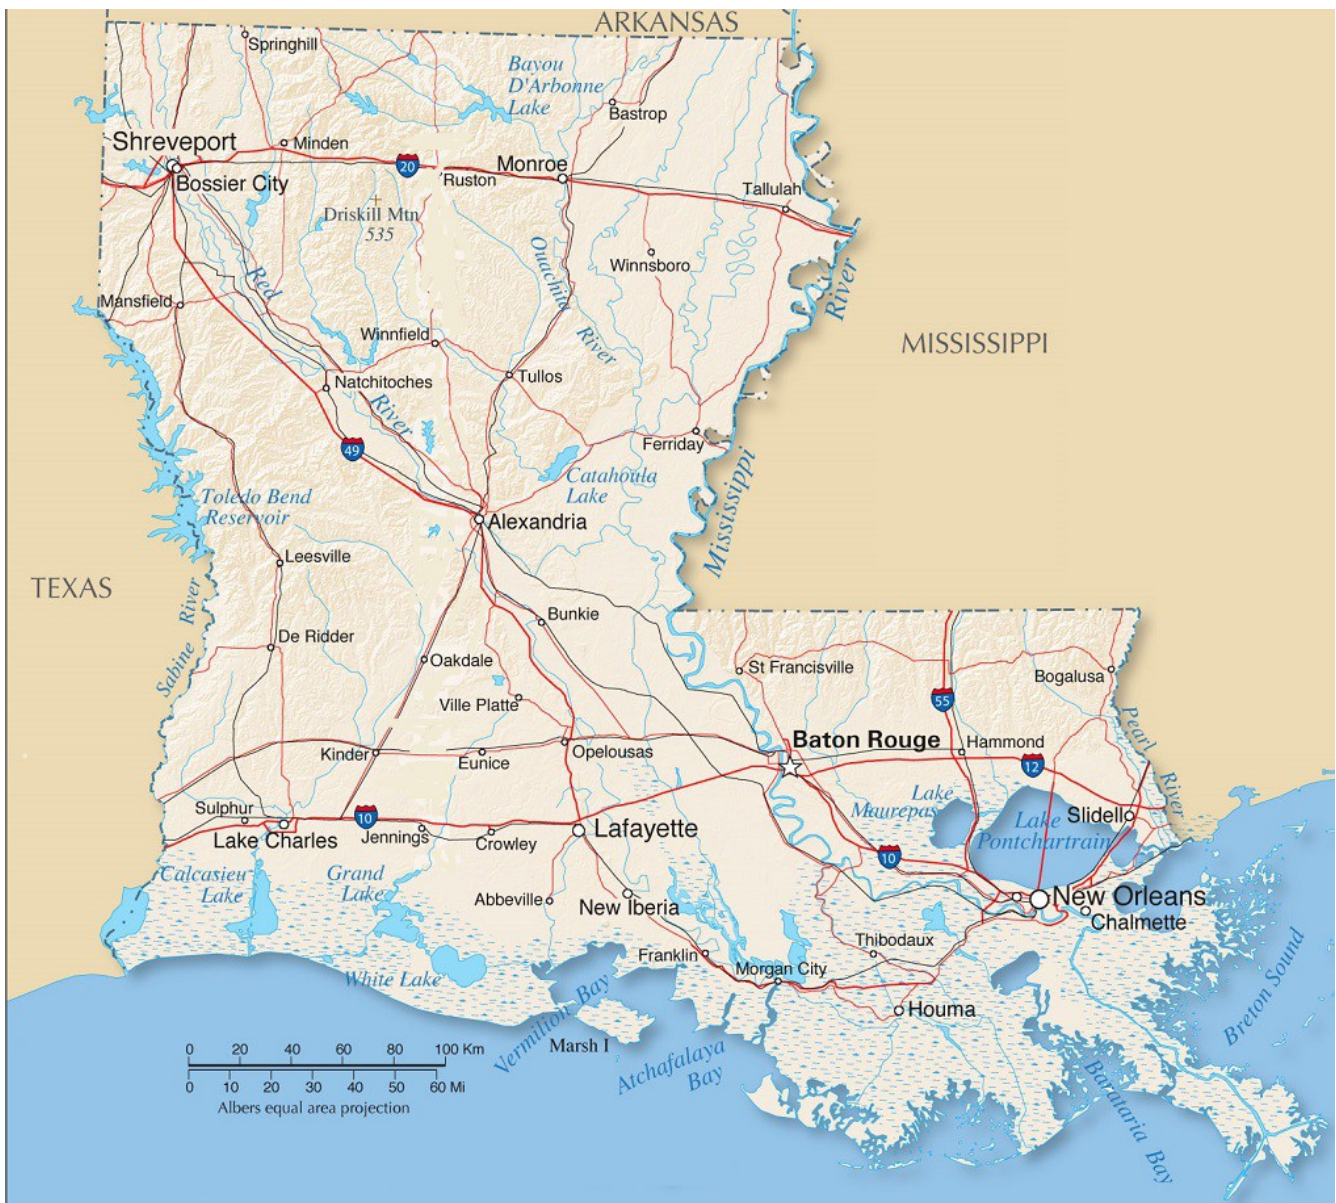 ARKANSAS
Springhill
Bayou
D'Arbonne
Lake
Bastrop
Shreveport
Minden
Bossier City
20
Monroe
Ruston
Tallulah
Driskill Mtn
535
Ouachita
River
Winnsboro
Red
River
River
Mansfield
Winnfield
MISSISSIPPI
Natchitoches
Tullos
49
Ferriday
Mississippi
Catahoula
Lake
Toledo Bend
Reservoir
Alexandria
Leesville
TEXAS
Sabine River
Bunkie
De Ridder
Oakdale
St Francisville
Bogalusa
Ville Platte
55
Pearl
River
Kinder
Eunice
Opelousas
Baton Rouge
Hammond
12
Sulphur
Lake Charles
10
Jennings
Crowley
Lafayette
Lake
Maurepas
Lake
Pontchartrain
Slidell
10
Calcasieu
Lake
Grand
Lake
Abbeville
New Iberia
New Orleans
Chalmette
Franklin
Thibodaux
Morgan City
White Lake
Houma
Breton Sound
Vermilion Bay
Marsh I
Atchafalaya
Bay
Barataria Bay
0 20 40 60 80 100 Km
0 10 20 30 40 50 60 Mi
Albers equal area projection